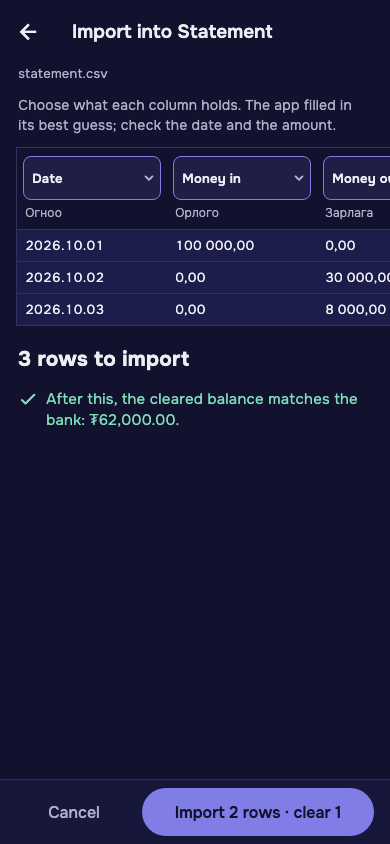 Import into Statement
statement.csv
Choose what each column holds. The app filled in
its best guess; check the date and the amount.
Date Money in Money
Огноо Орлого Зарлага
2026.10.01 100 000,00 0,00
2026.10.02 0,00 30 000,00
2026.10.03 0,00 8 000,00
3 rows to import
After this, the cleared balance matches the
bank: ₮62,000.00.
Cancel Import 2 rows · clear 1